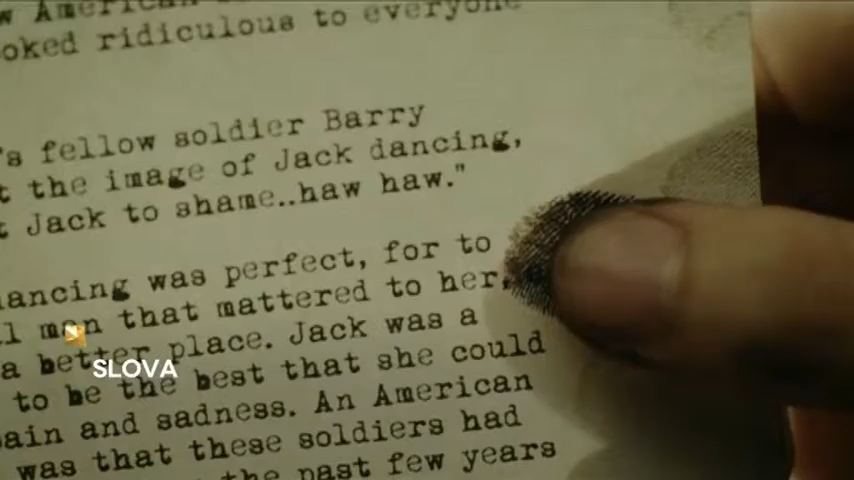 American
oked ridiculous to everyone
's fellow soldier Barry
t the image of Jack dancing,
t Jack to shame..haw haw."
ancing was perfect, for to
l men that mattered to her,
a better place. Jack was a
to be the best that she could
ain and sadness. An American
was that these soldiers had
the past few years
SLOVA